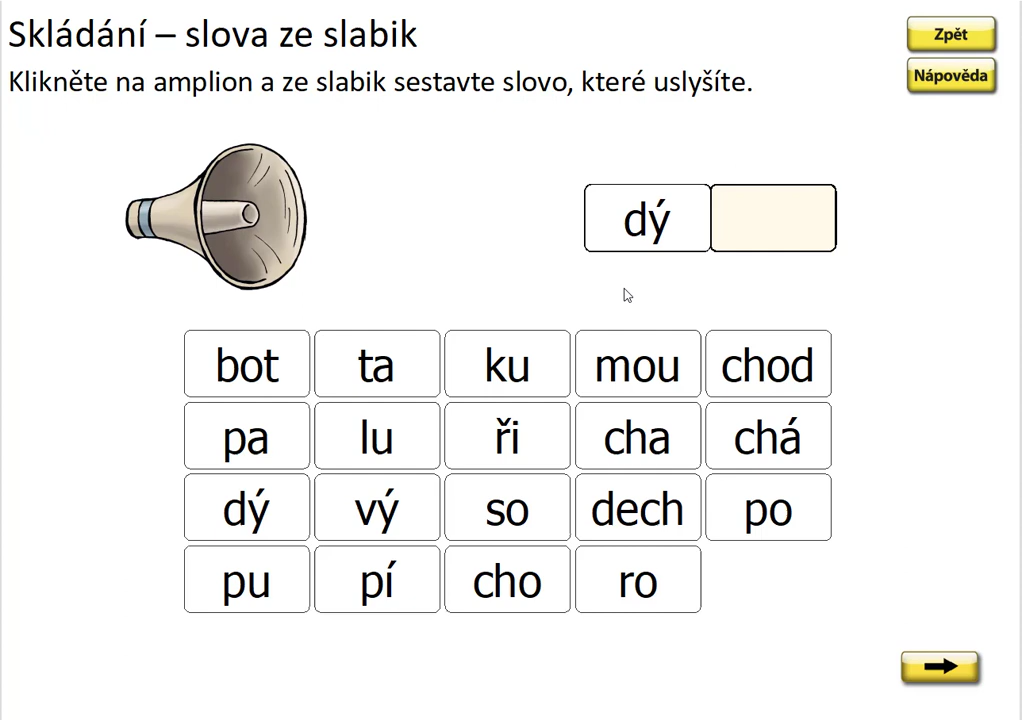 Skládání – slova ze slabik
Zpět
Klikněte na amplion a ze slabik sestavte slovo, které uslyšíte.
Nápověda
dý
bot ta ku mou chod
pa lu ři cha chá
dý vý so dech po
pu pí cho ro